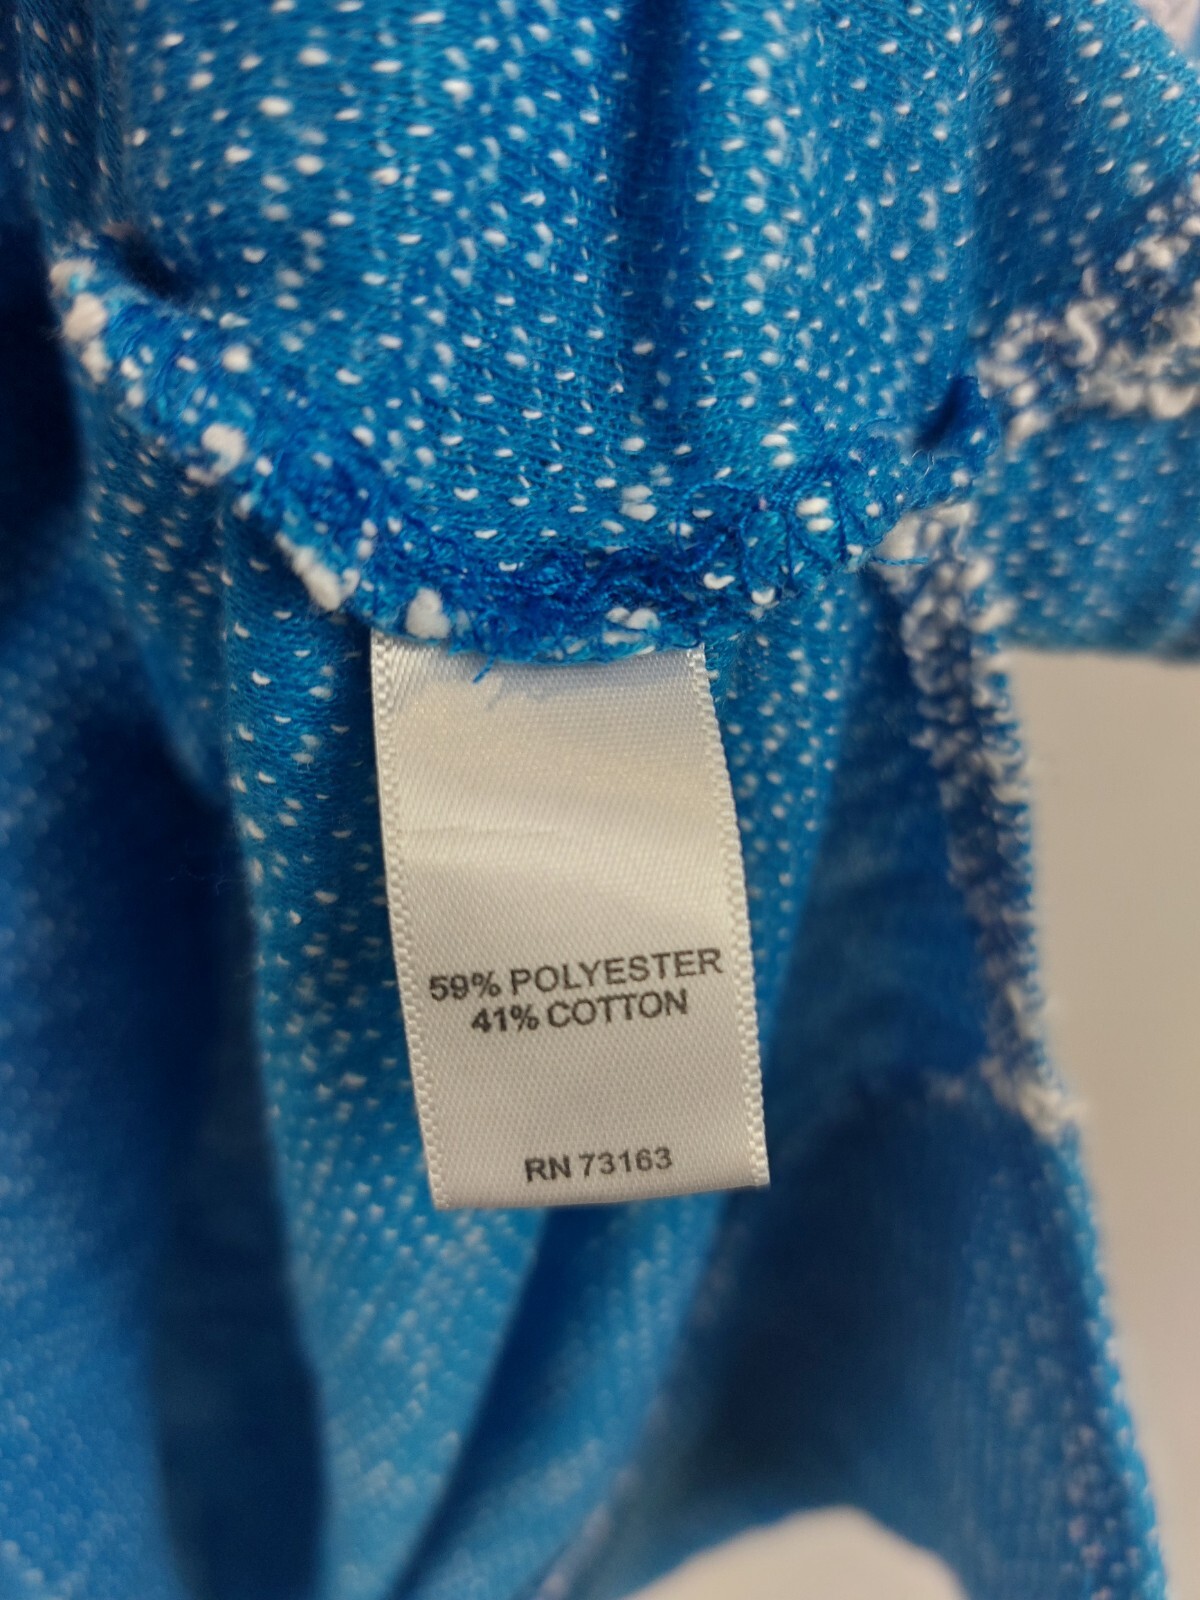 59% POLYESTER
41% COTTON
RN 73163